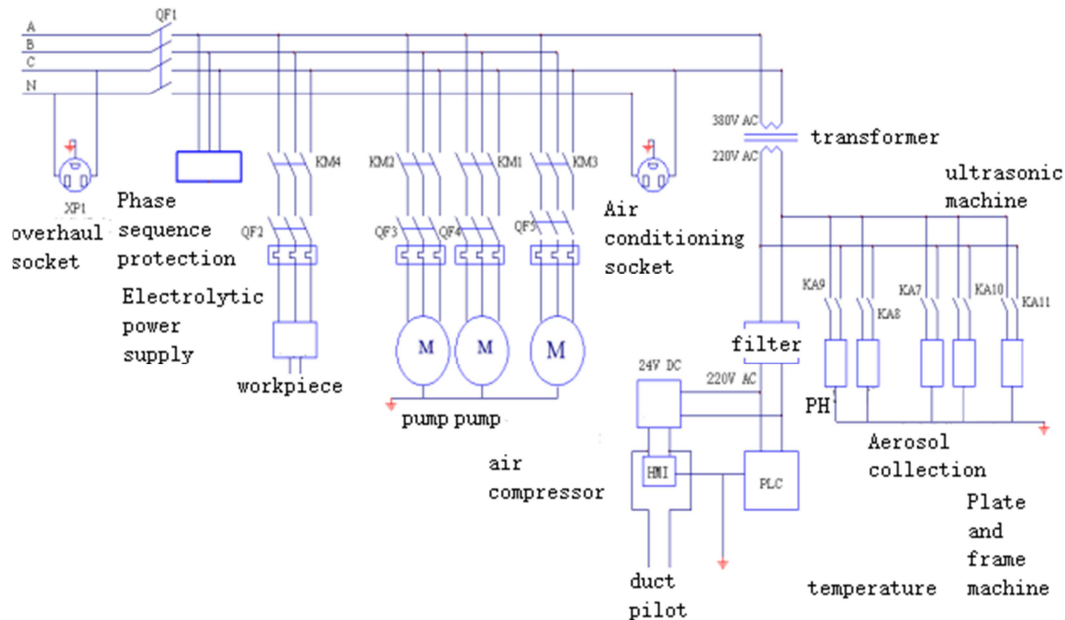 QF1
A
B
C
N
XP1
overhaul
socket
Phase
sequence
protection
KM4
QF2
Electrolytic
power
supply
workpiece
KM2
KM1
KM3
QF3
QF4
QF5
M
M
M
pump pump
air
compressor
Air
conditioning
socket
380V AC
220V AC
transformer
ultrasonic
machine
KA9
KA8
KA7
KA10
KA11
filter
24V DC
220V AC
HMI
PLC
duct
pilot
PH
Aerosol
collection
Plate
and
frame
machine
temperature